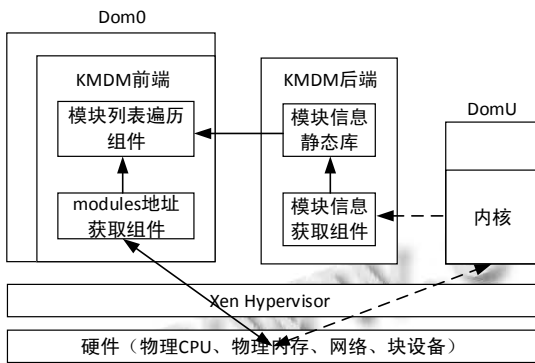 Dom0
KMDM前端
KMDM后端
DomU
模块列表遍历
组件
模块信息
静态库
modules地址
获取组件
模块信息
获取组件
内核
Xen Hypervisor
硬件（物理CPU、物理内存、网络、块设备）